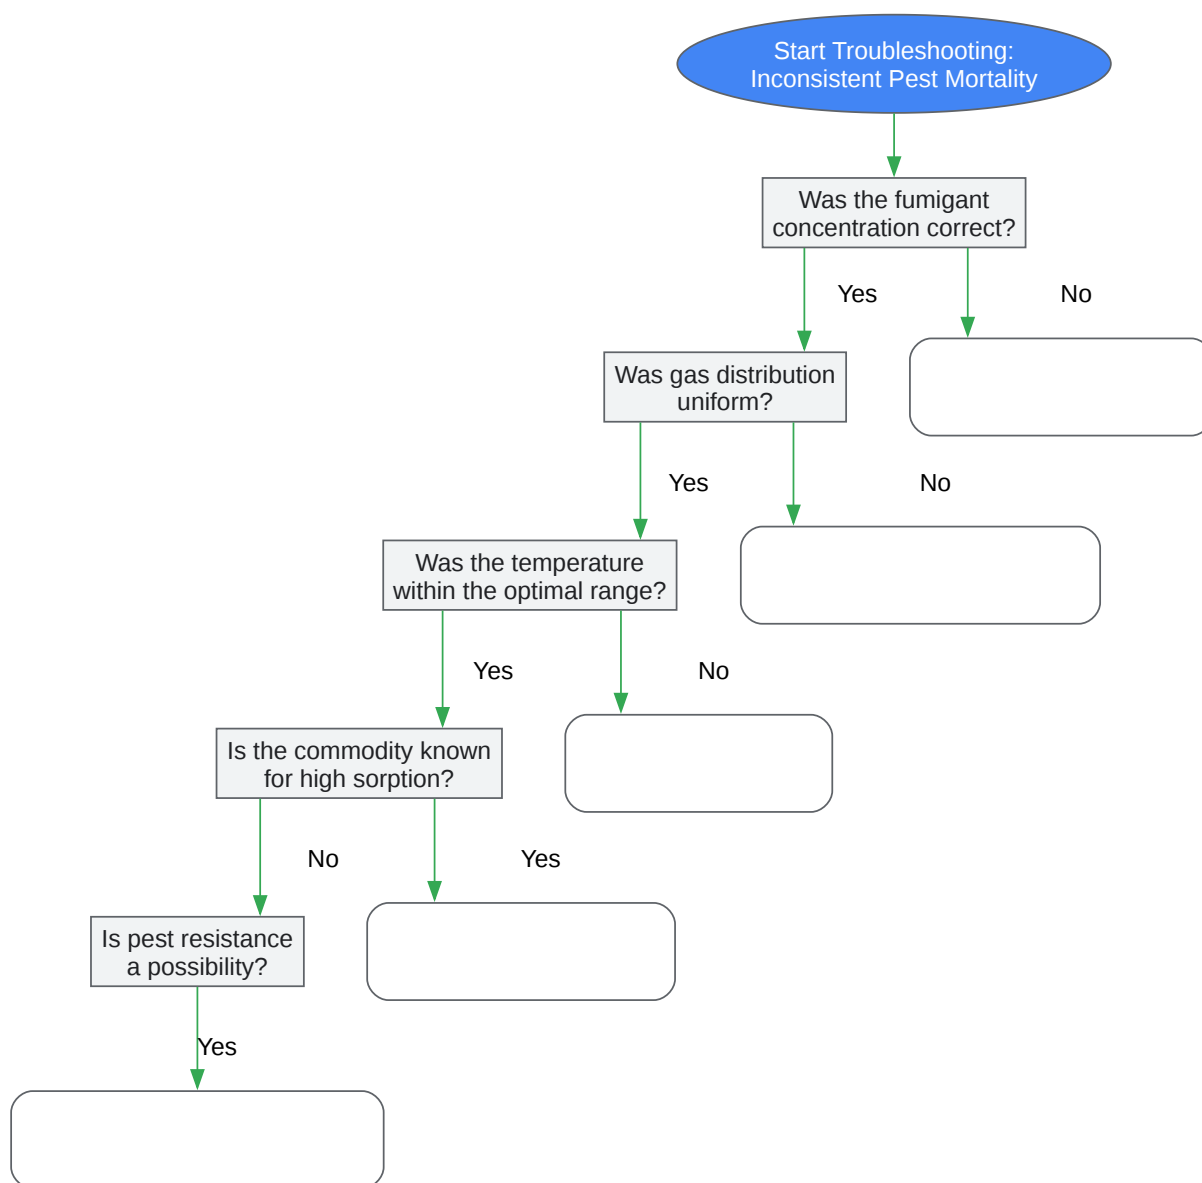 Start Troubleshooting:
Inconsistent Pest Mortality
Was the fumigant
concentration correct?
Yes
No
Was gas distribution
uniform?
Yes
No
Was the temperature
within the optimal range?
Yes
No
Is the commodity known
for high sorption?
No
Yes
Is pest resistance
a possibility?
Yes